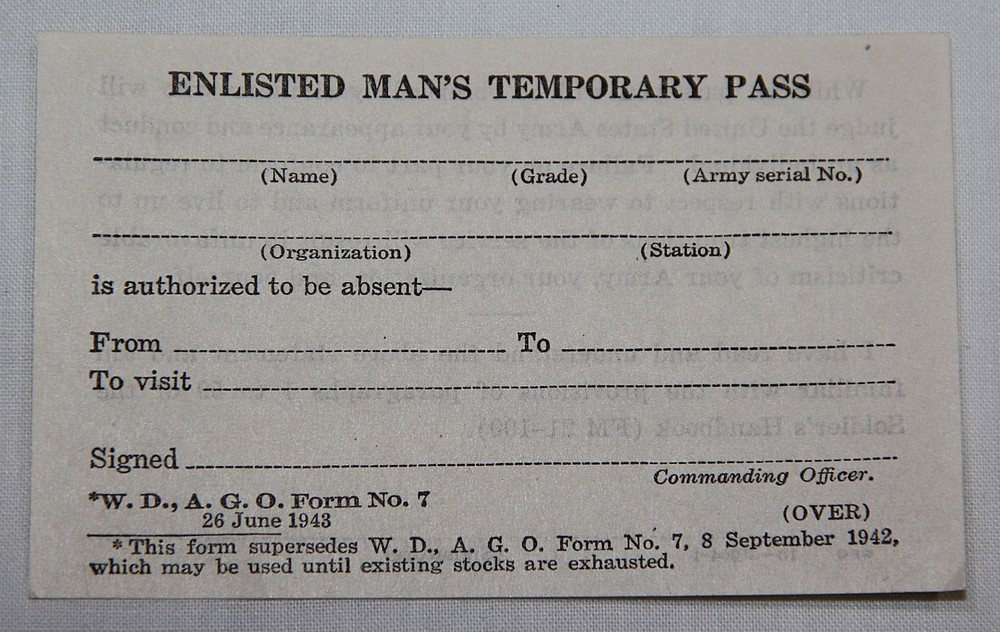 ENLISTED MAN'S TEMPORARY PASS
(Name) (Grade) (Army serial No.)
(Organization) (Station)
is authorized to be absent—
From To
To visit
Signed
Commanding Officer.
*W. D., A. G. O. Form No. 7
26 June 1943
(OVER)
* This form supersedes W. D., A. G. O. Form No. 7, 8 September 1942,
which may be used until existing stocks are exhausted.